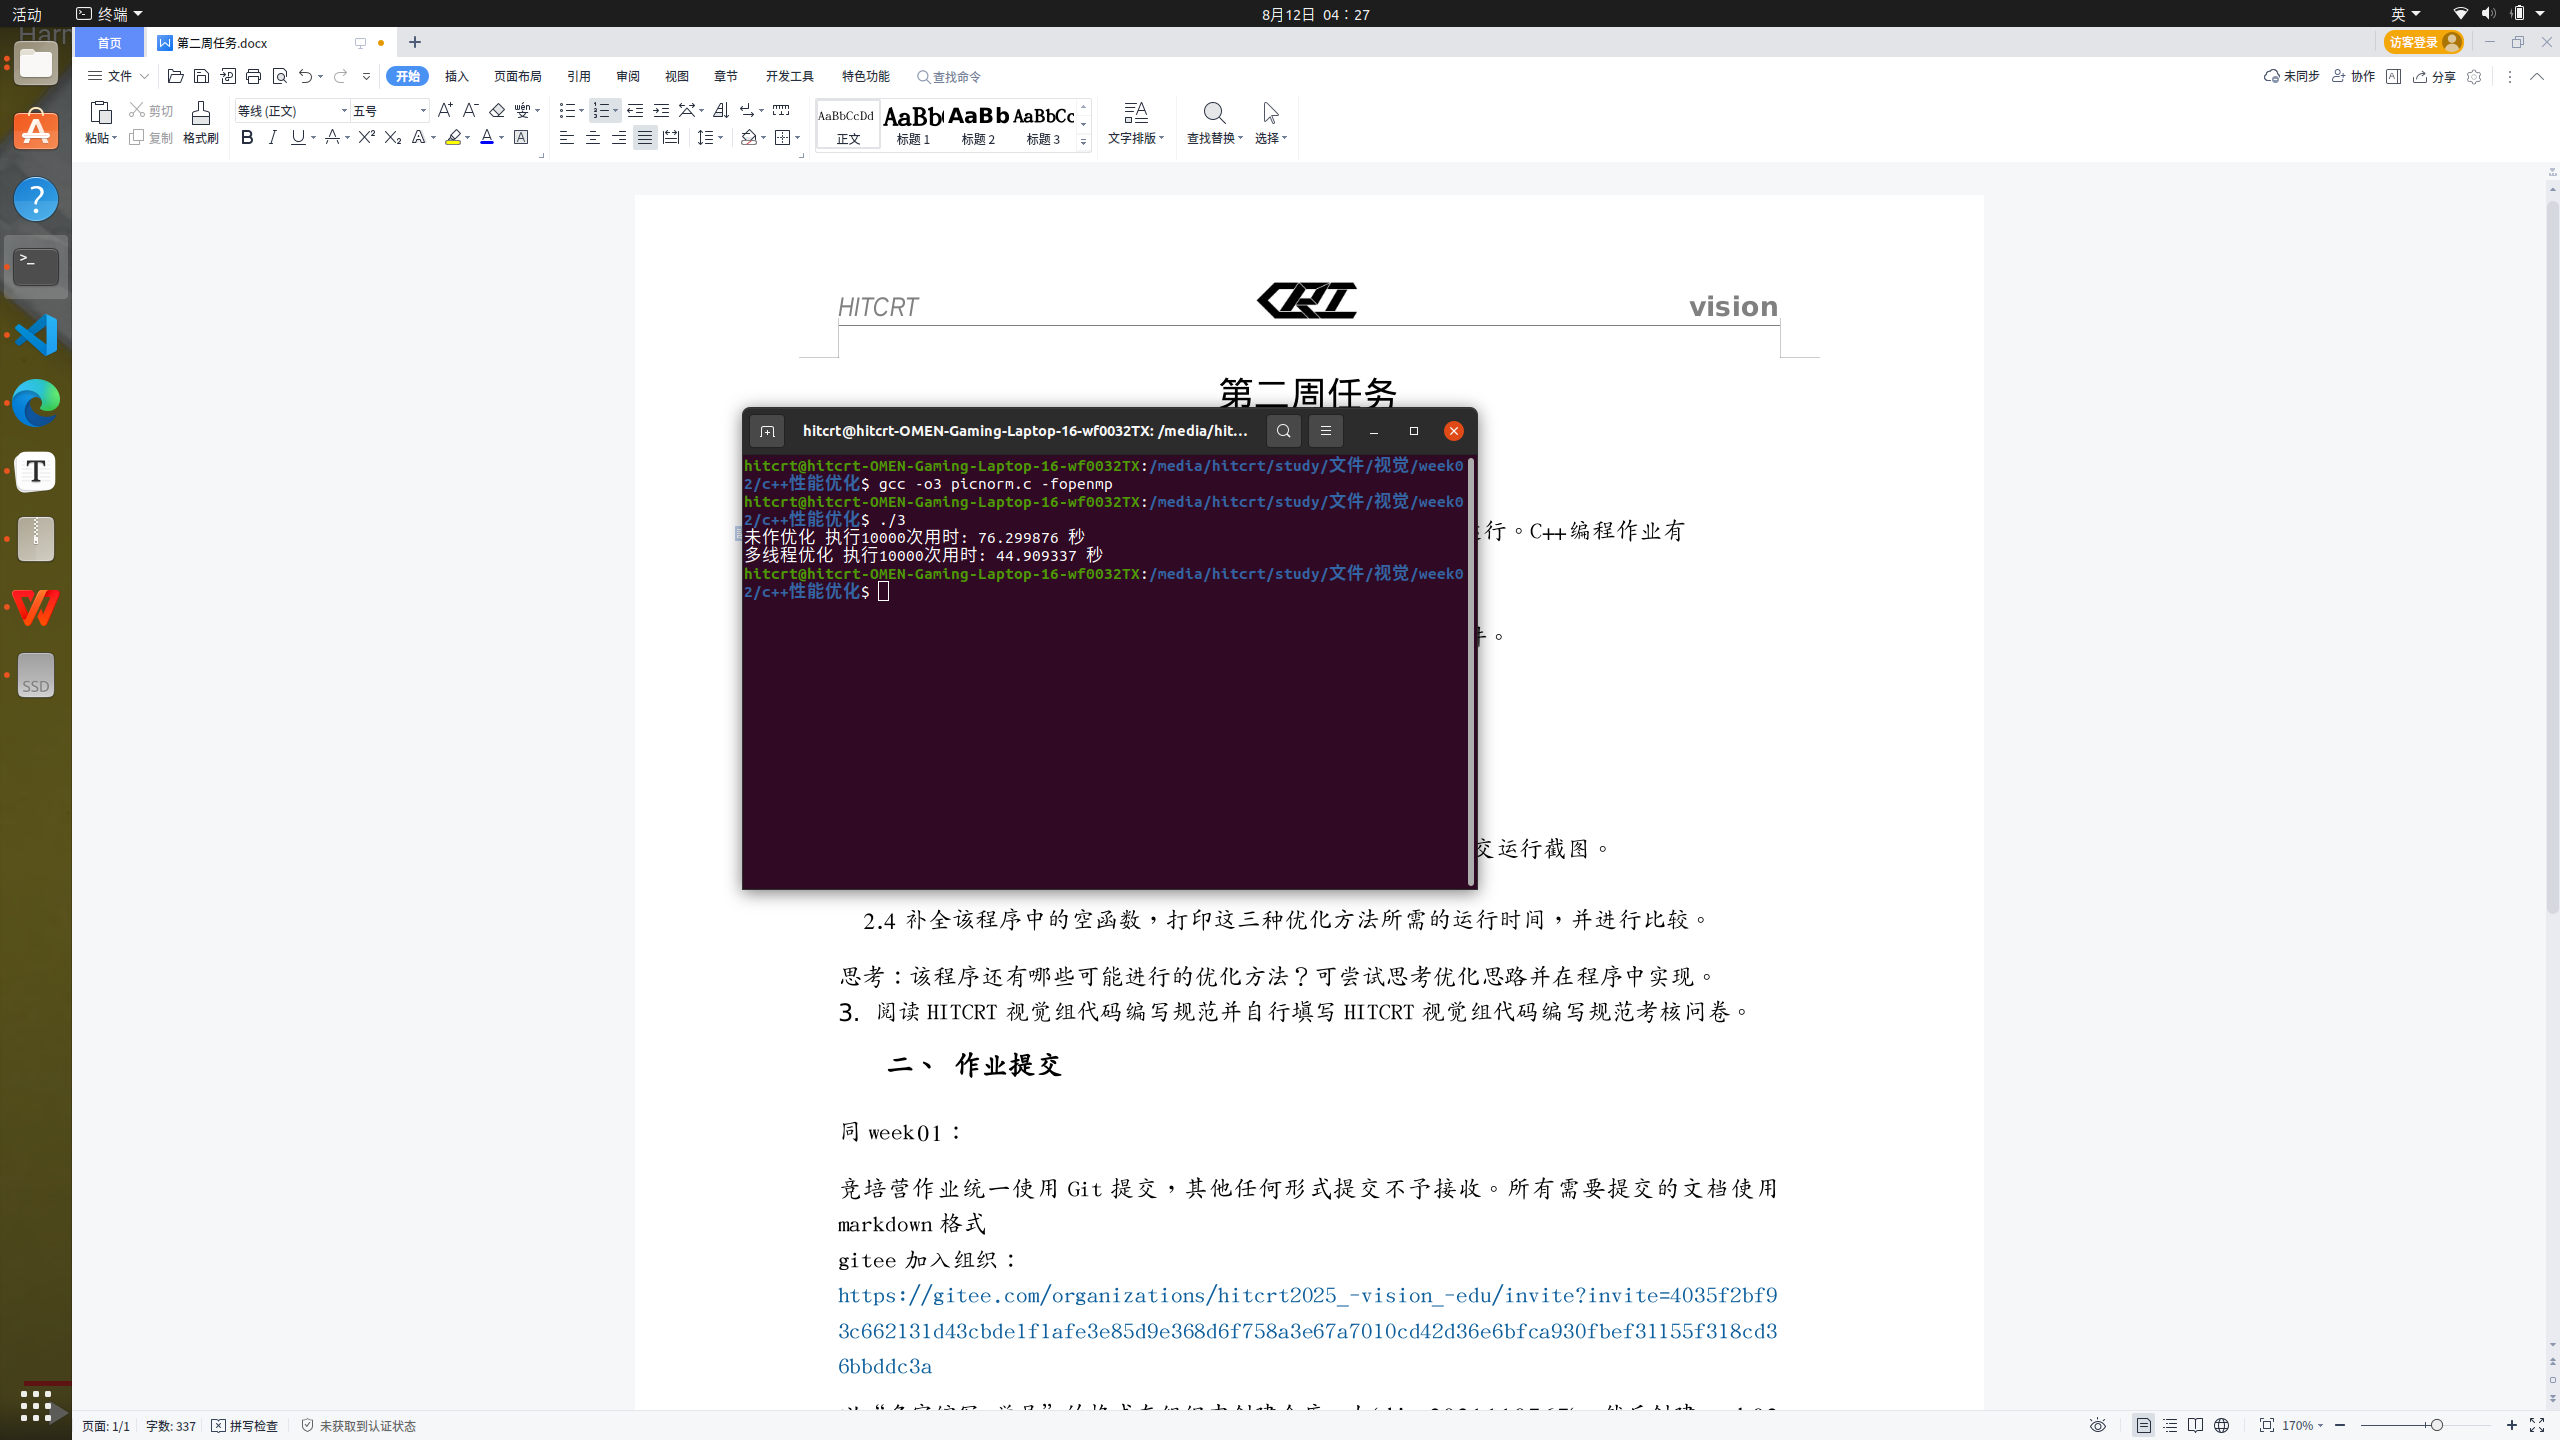 活动
终端
8月12日 04：27
英
首页
第二周任务.docx
访客登录
文件
开始
插入
页面布局
引用
审阅
视图
章节
开发工具
特色功能
查找命令
未同步
协作
分享
粘贴
剪切
复制
格式刷
等线 (正文)
五号
AaBbCcDd
正文
AaBb
标题 1
AaBb
标题 2
AaBbCc
标题 3
文字排版
查找替换
选择
HITCRT
CRT
vision
第二周任务
hitcrt@hitcrt-OMEN-Gaming-Laptop-16-wf0032TX: /media/hit...
hitcrt@hitcrt-OMEN-Gaming-Laptop-16-wf0032TX:/media/hitcrt/study/文件/视觉/week0
2/c++性能优化$ gcc -o3 picnorm.c -fopenmp
hitcrt@hitcrt-OMEN-Gaming-Laptop-16-wf0032TX:/media/hitcrt/study/文件/视觉/week0
2/c++性能优化$ ./3
未作优化 执行10000次用时: 76.299876 秒
多线程优化 执行10000次用时: 44.909337 秒
hitcrt@hitcrt-OMEN-Gaming-Laptop-16-wf0032TX:/media/hitcrt/study/文件/视觉/week0
2/c++性能优化$
行。C++编程作业有
。
交运行截图。
2.4 补全该程序中的空函数，打印这三种优化方法所需的运行时间，并进行比较。
思考：该程序还有哪些可能进行的优化方法？可尝试思考优化思路并在程序中实现。
3. 阅读 HITCRT 视觉组代码编写规范并自行填写 HITCRT 视觉组代码编写规范考核问卷。
二、 作业提交
同 week01：
竞培营作业统一使用 Git 提交，其他任何形式提交不予接收。所有需要提交的文档使用
markdown 格式
gitee 加入组织：
https://gitee.com/organizations/hitcrt2025_-vision_-edu/invite?invite=4035f2bf9
3c662131d43cbde1f1afe3e85d9e368d6f758a3e67a7010cd42d36e6bfca930fbef31155f318cd3
6bbddc3a
SSD
页面: 1/1
字数: 337
拼写检查
未获取到认证状态
170%